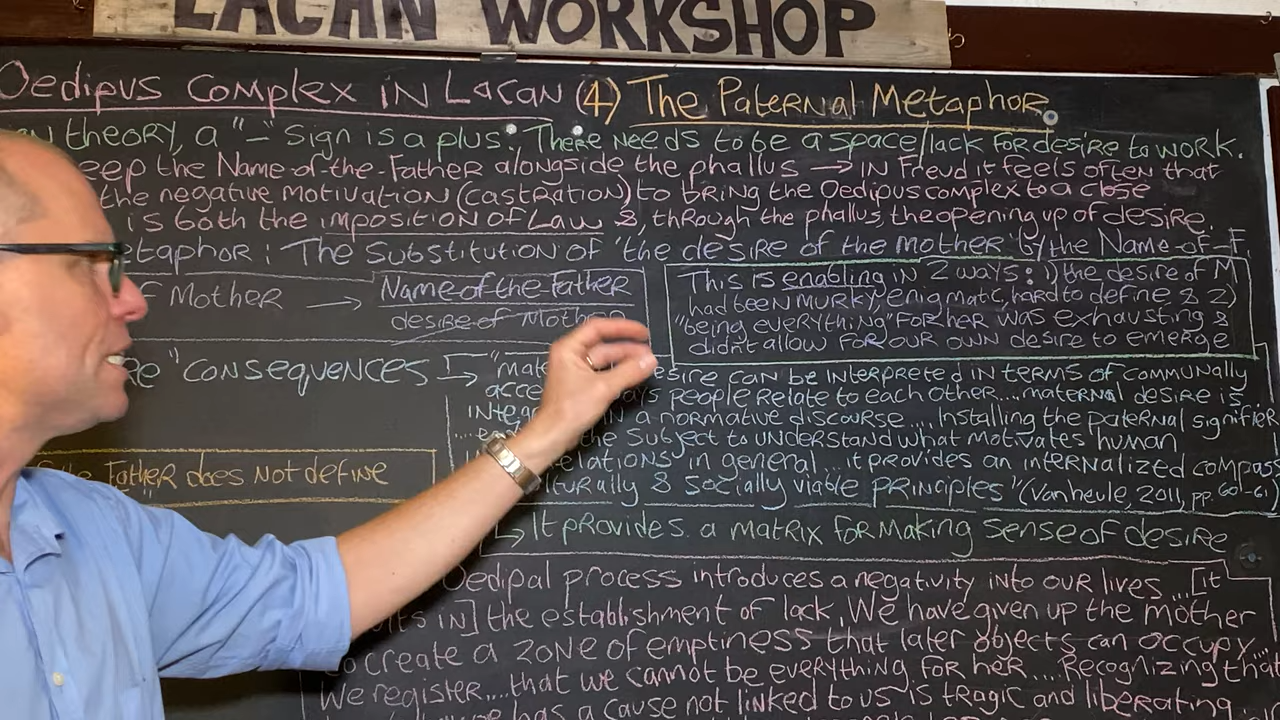 LACAN WORKSHOP
Oedipus Complex in Lacan (4) The Paternal Metaphor.
theory, a "–" sign is a plus: There needs to be a space/lack for desire to work.
the Name-of-the-Father alongside the phallus → in Freud it feels often that
the negative motivation (castration) to bring the Oedipus complex to a close
is both the imposition of Law &, through the phallus, the opening up of desire.
The Substitution of 'the desire of the mother' by the Name-of-F
of Mother → Name-of-the-Father
desire of Mother
This is enabling in 2 ways: 1) the desire of M
had been murky, enigmatic, hard to define & 2)
"being everything" for her was exhausting &
didn't allow for our own desire to emerge
"consequences → "
desire can be interpreted in terms of communally
ways people relate to each other... maternal desire is
in a normative discourse.... Installing the paternal signifier
the subject to understand what motivates human
relations in general... it provides an internalized compass
& socially viable principles" (Vanheule, 2011, pp. 60-61)
Father does not define
↳ It provides a matrix for making sense of desire
Oedipal process introduces a negativity into our lives...[it
in] the establishment of lack. We have given up the mother
to create a zone of emptiness that later objects can occupy...
We register....that we cannot be everything for her.... Recognizing that
has a cause not linked to us is tragic and liberating.